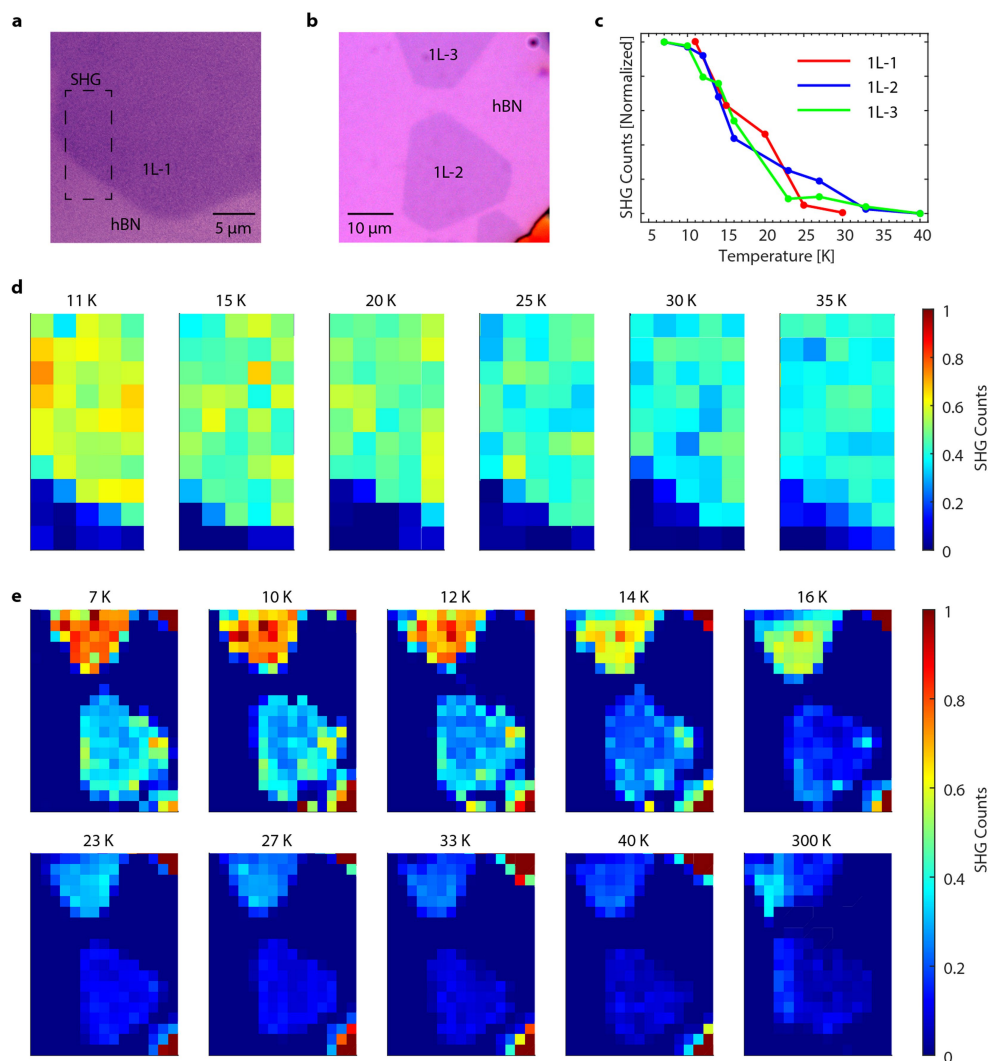 a
SHG
1L-1
hBN
5 μm
b
1L-3
hBN
1L-2
10 μm
c
SHG Counts [Normalized]
1L-1
1L-2
1L-3
5 10 15 20 25 30 35 40
Temperature [K]
d
11 K 15 K 20 K 25 K 30 K 35 K
1
0.8
0.6
0.4
0.2
0
SHG Counts
e
7 K 10 K 12 K 14 K 16 K
23 K 27 K 33 K 40 K 300 K
1
0.8
0.6
0.4
0.2
0
SHG Counts